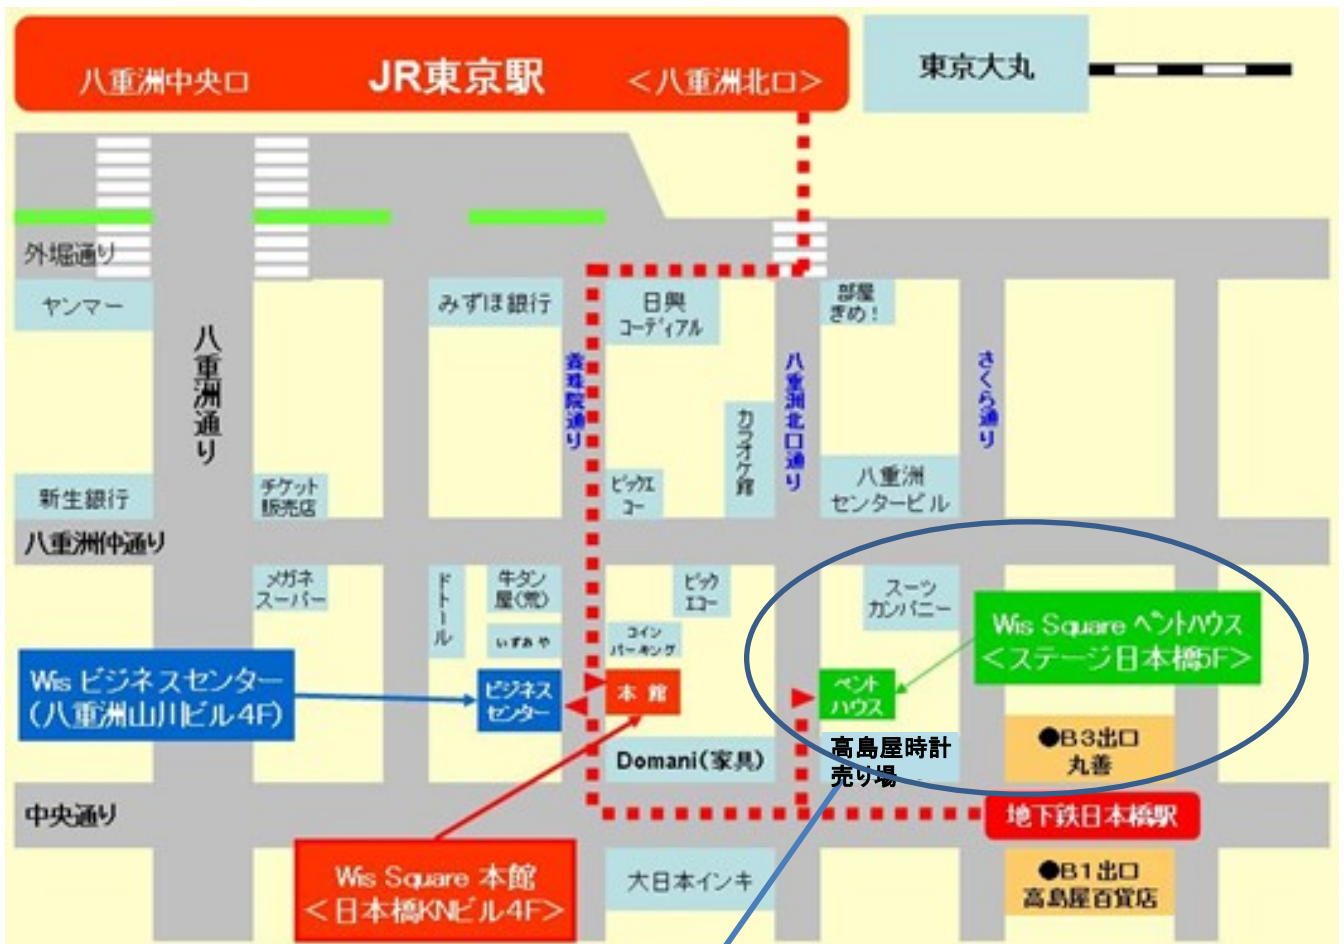 八重洲中央口
JR東京駅
＜八重洲北口＞
東京大丸
外堀通り
ヤンマー
みずほ銀行
日興
コーディアル
部屋
ぎめ！
八重洲通り
八重洲北口通り
さくら通り
カラオケ館
新生銀行
チケット
販売店
ビックエ
コー
八重洲
センタービル
八重洲仲通り
メガネ
スーパー
ドトール
牛タン
屋(荒)
いすみや
コイン
パーキング
ビック
エコー
スーツ
カンパニー
Wis Square ペントハウス
＜ステージ日本橋5F＞
Wis ビジネスセンター
(八重洲山川ビル4F)
ビジネス
センター
本館
ペント
ハウス
Domani(家具)
高島屋時計
売り場
●B3出口
丸善
中央通り
地下鉄日本橋駅
Wis Square 本館
＜日本橋KNビル4F＞
大日本インキ
●B1出口
高島屋百貨店